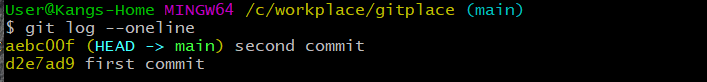 User@Kangs-Home MINGW64 /c/workplace/gitplace (main)
$ git log --oneline
aebc00f (HEAD -> main) second commit
d2e7ad9 first commit